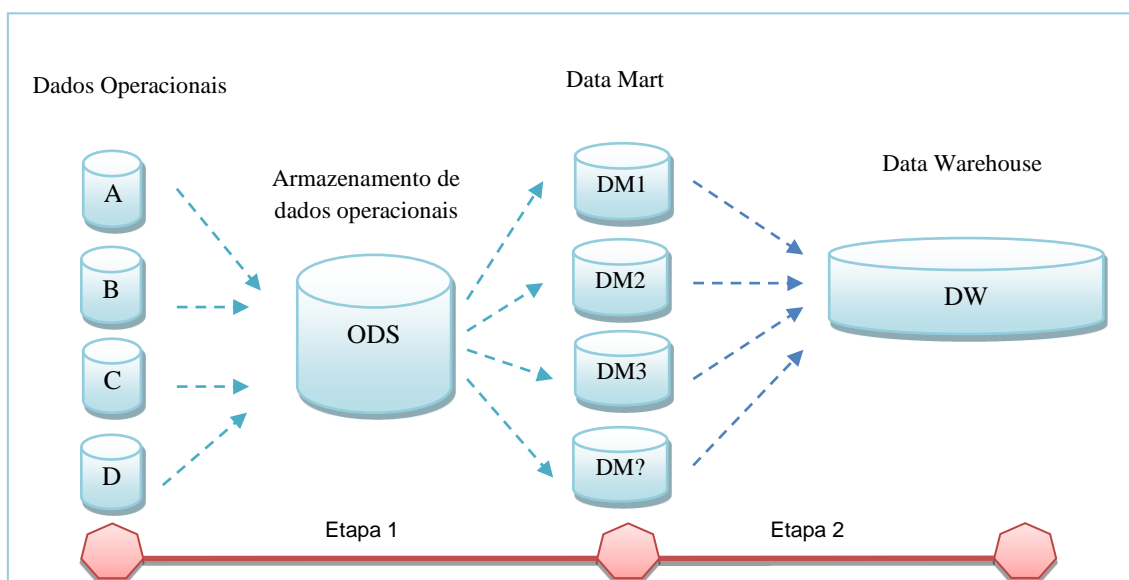 Dados Operacionais
A
B
C
D
Armazenamento de
dados operacionais
ODS
Data Mart
DM1
DM2
DM3
DM?
Data Warehouse
DW
Etapa 1
Etapa 2